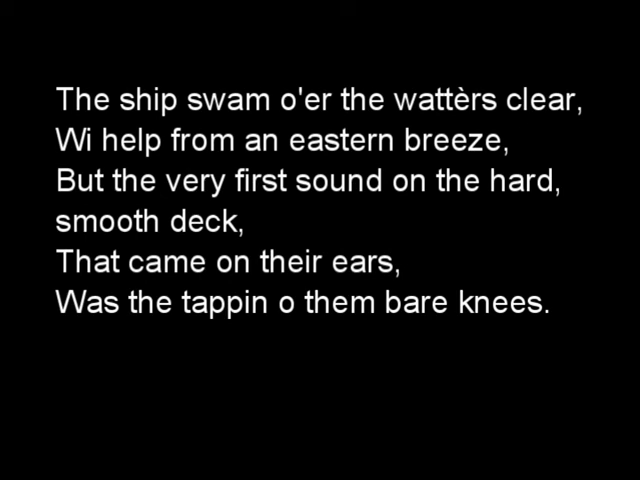 The ship swam o'er the wattèrs clear,
Wi help from an eastern breeze,
But the very first sound on the hard,
smooth deck,
That came on their ears,
Was the tappin o them bare knees.